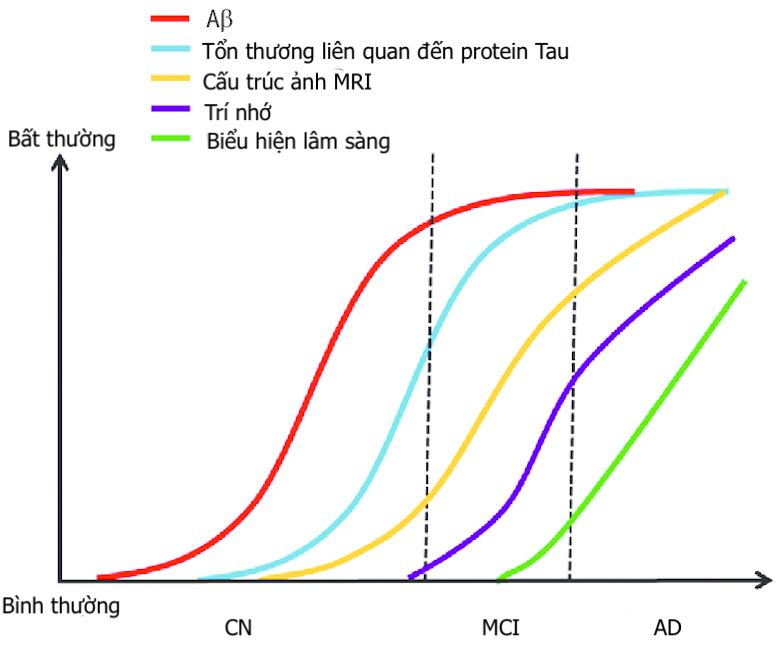 Aβ
Tổn thương liên quan đến protein Tau
Cấu trúc ảnh MRI
Trí nhớ
Biểu hiện lâm sàng
Bất thường
Bình thường
CN MCI AD